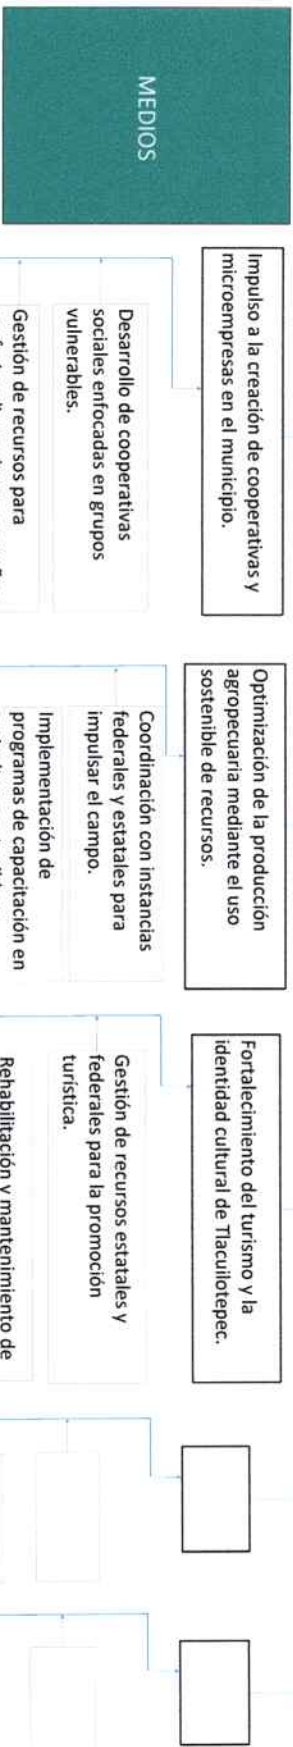 MEDIOS
Impulso a la creación de cooperativas y
microempresas en el municipio.
Desarrollo de cooperativas
sociales enfocadas en grupos
vulnerables.
Gestión de recursos para
Optimización de la producción
agropecuaria mediante el uso
sostenible de recursos.
Coordinación con instancias
federales y estatales para
impulsar el campo.
Implementación de
programas de capacitación en
Fortalecimiento del turismo y la
identidad cultural de Tlacuilotepec.
Gestión de recursos estatales y
federales para la promoción
turística.
Rehabilitación y mantenimiento de